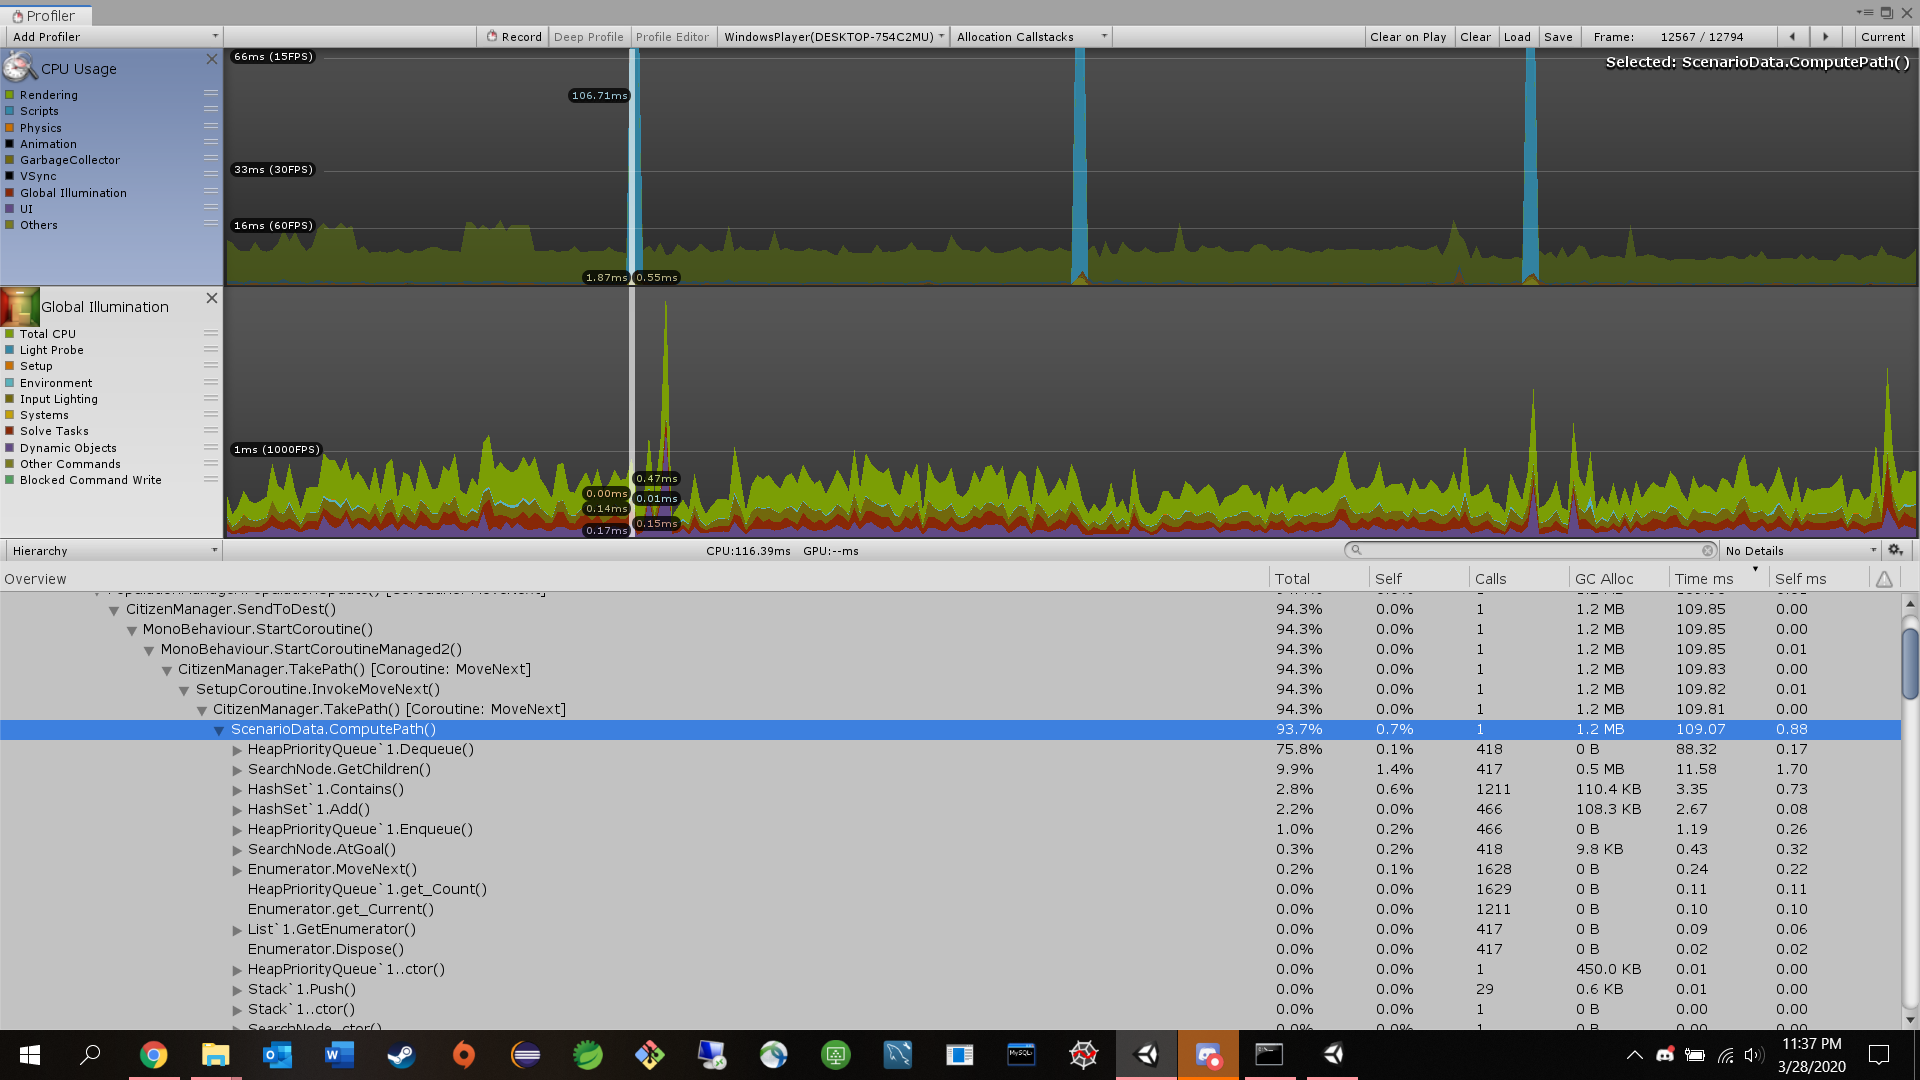 Profiler
Add Profiler Record Deep Profile Profile Editor WindowsPlayer(DESKTOP-754C2MU) Allocation Callstacks Clear on Play Clear Load Save Frame: 12567 / 12794 Current
CPU Usage
Rendering
Scripts
Physics
Animation
GarbageCollector
VSync
Global Illumination
UI
Others
66ms (15FPS)
Selected: ScenarioData.ComputePath()
106.71ms
33ms (30FPS)
16ms (60FPS)
1.87ms 0.55ms
Global Illumination
Total CPU
Light Probe
Setup
Environment
Input Lighting
Systems
Solve Tasks
Dynamic Objects
Other Commands
Blocked Command Write
1ms (1000FPS)
0.47ms
0.00ms 0.01ms
0.14ms
0.15ms
0.17ms
Hierarchy CPU:116.39ms GPU:--ms No Details
Overview Total Self Calls GC Alloc Time ms Self ms
CitizenManager.SendToDest() 94.3% 0.0% 1 1.2 MB 109.85 0.00
MonoBehaviour.StartCoroutine() 94.3% 0.0% 1 1.2 MB 109.85 0.00
MonoBehaviour.StartCoroutineManaged2() 94.3% 0.0% 1 1.2 MB 109.85 0.01
CitizenManager.TakePath() [Coroutine: MoveNext] 94.3% 0.0% 1 1.2 MB 109.83 0.00
SetupCoroutine.InvokeMoveNext() 94.3% 0.0% 1 1.2 MB 109.82 0.01
CitizenManager.TakePath() [Coroutine: MoveNext] 94.3% 0.0% 1 1.2 MB 109.81 0.00
ScenarioData.ComputePath() 93.7% 0.7% 1 1.2 MB 109.07 0.88
HeapPriorityQueue`1.Dequeue() 75.8% 0.1% 418 0 B 88.32 0.17
SearchNode.GetChildren() 9.9% 1.4% 417 0.5 MB 11.58 1.70
HashSet`1.Contains() 2.8% 0.6% 1211 110.4 KB 3.35 0.73
HashSet`1.Add() 2.2% 0.0% 466 108.3 KB 2.67 0.08
HeapPriorityQueue`1.Enqueue() 1.0% 0.2% 466 0 B 1.19 0.26
SearchNode.AtGoal() 0.3% 0.2% 418 9.8 KB 0.43 0.32
Enumerator.MoveNext() 0.2% 0.1% 1628 0 B 0.24 0.22
HeapPriorityQueue`1.get_Count() 0.0% 0.0% 1629 0 B 0.11 0.11
Enumerator.get_Current() 0.0% 0.0% 1211 0 B 0.10 0.10
List`1.GetEnumerator() 0.0% 0.0% 417 0 B 0.09 0.06
Enumerator.Dispose() 0.0% 0.0% 417 0 B 0.02 0.02
HeapPriorityQueue`1..ctor() 0.0% 0.0% 1 450.0 KB 0.01 0.00
Stack`1.Push() 0.0% 0.0% 29 0.6 KB 0.01 0.00
Stack`1..ctor() 0.0% 0.0% 1 0 B 0.00 0.00
SearchNode..ctor() 0.0% 0.0% 1 0 B 0.00 0.00
MySQL
11:37 PM
3/28/2020